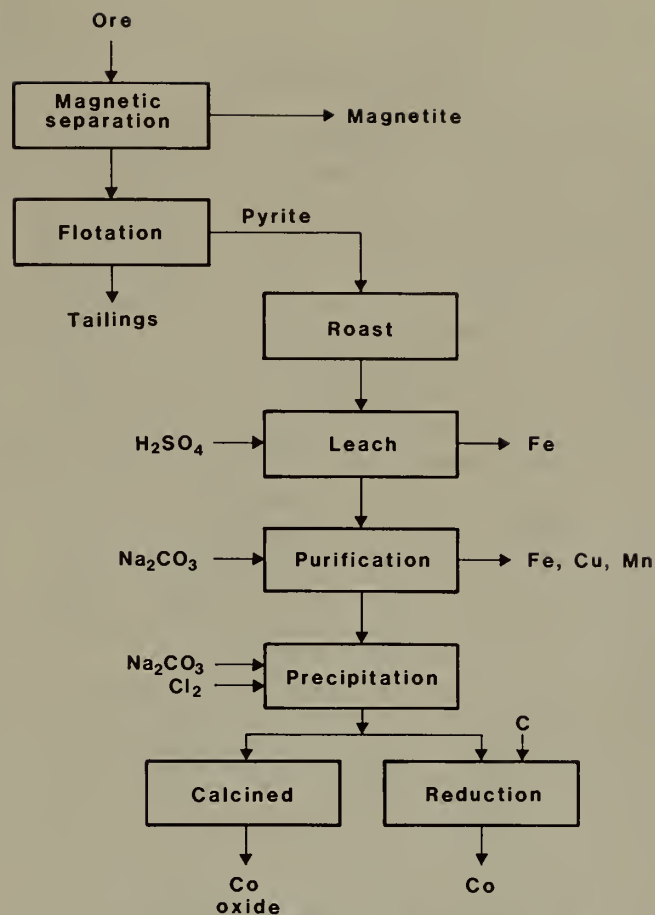 Ore
Magnetic
separation
Magnetite
Pyrite
Flotation
Tailings
Roast
H₂SO₄
Leach
Fe
Na₂CO₃
Purification
Fe, Cu, Mn
Na₂CO₃
Cl₂
Precipitation
C
Calcined
Reduction
Co
oxide
Co